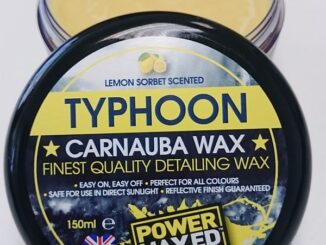 LEMON SORBET SCENTED
TYPHOON
CARNAUBA WAX
FINEST QUALITY DETAILING WAX
• EASY ON, EASY OFF • PERFECT FOR ALL COLOURS
• SAFE FOR USE IN DIRECT SUNLIGHT • REFLECTIVE FINISH GUARANTEED
150ml e
POWER
MAXED